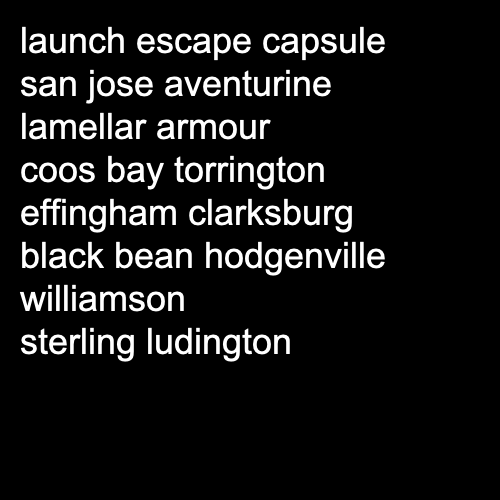 launch escape capsule
san jose aventurine
lamellar armour
coos bay torrington
effingham clarksburg
black bean hodgenville
williamson
sterling ludington